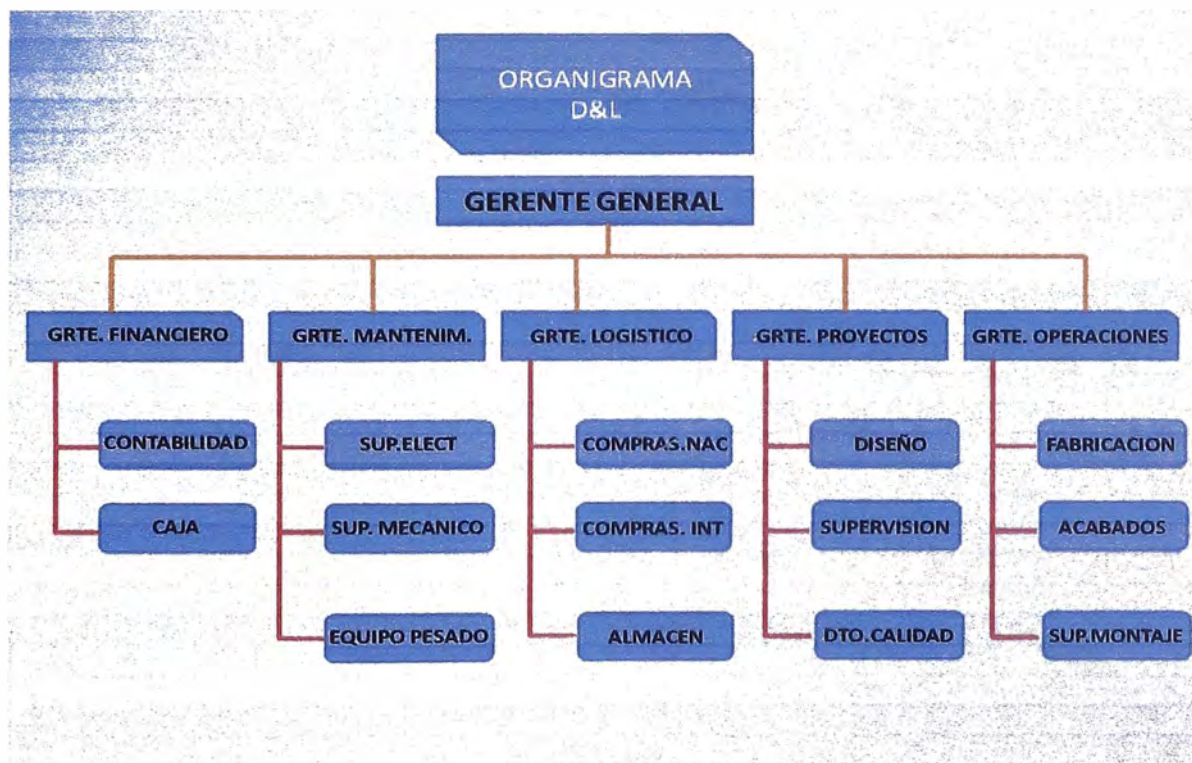 ORGANIGRAMA
D&L
GERENTE GENERAL
GRTE. FINANCIERO
GRTE. MANTENIM.
GRTE. LOGISTICO
GRTE. PROYECTOS
GRTE. OPERACIONES
CONTABILIDAD
SUP.ELECT
COMPRAS.NAC
DISEÑO
FABRICACION
CAJA
SUP. MECANICO
COMPRAS. INT
SUPERVISION
ACABADOS
EQUIPO PESADO
ALMACEN
DTO.CALIDAD
SUP.MONTAJE